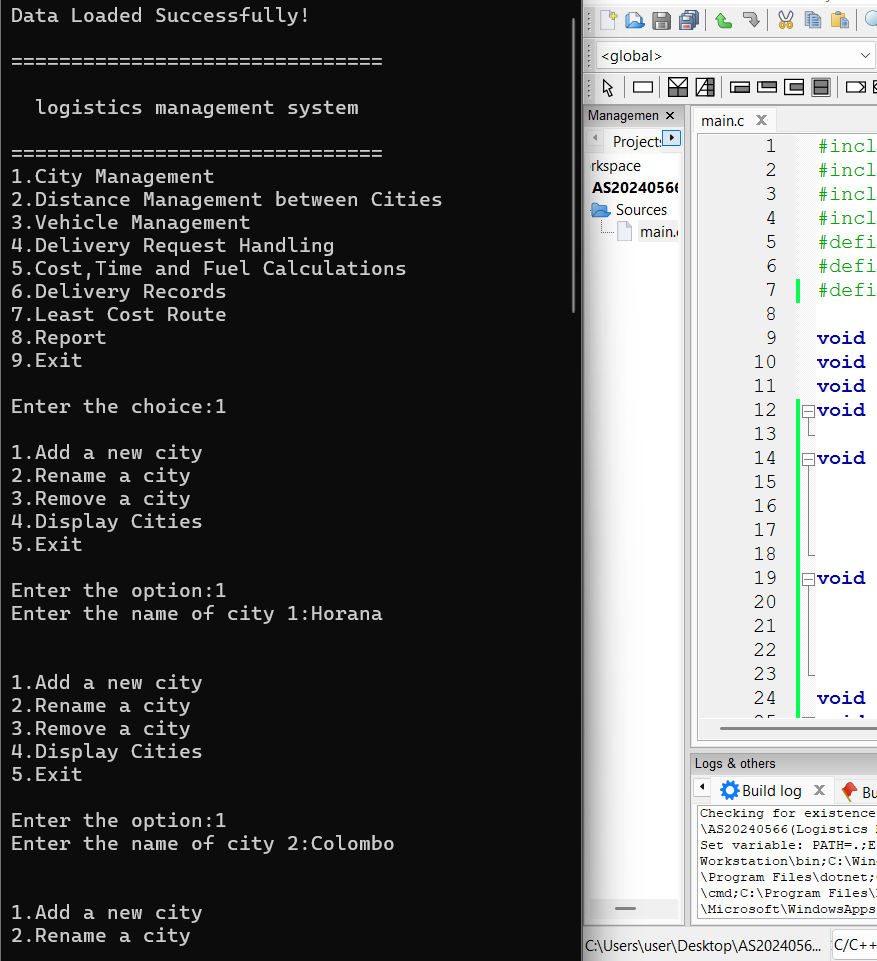 Data Loaded Successfully!
===============================
logistics management system
===============================
1.City Management
2.Distance Management between Cities
3.Vehicle Management
4.Delivery Request Handling
5.Cost,Time and Fuel Calculations
6.Delivery Records
7.Least Cost Route
8.Report
9.Exit
Enter the choice:1
1.Add a new city
2.Rename a city
3.Remove a city
4.Display Cities
5.Exit
Enter the option:1
Enter the name of city 1:Horana
1.Add a new city
2.Rename a city
3.Remove a city
4.Display Cities
5.Exit
Enter the option:1
Enter the name of city 2:Colombo
1.Add a new city
2.Rename a city
<global>
Managemen
Project
rkspace
AS20240566
Sources
main.c
main.c
1 #incl
2 #incl
3 #incl
4 #incl
5 #defi
6 #defi
7 #defi
8
9 void
10 void
11 void
12 void
13
14 void
15
16
17
18
19 void
20
21
22
23
24 void
Logs & others
Build log
Bu
Checking for existence
\AS20240566(Logistics
Set variable: PATH=.;E
Workstation\bin;C:\Win
\Program Files\dotnet;
\cmd;C:\Program Files\
\Microsoft\WindowsApps
C:\Users\user\Desktop\AS2024056...
C/C++